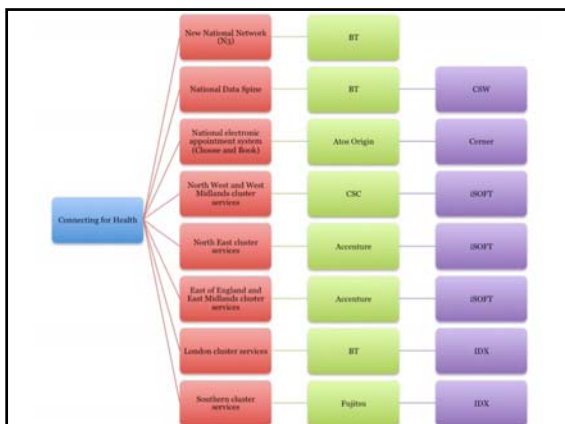 New National Network
(N3)
BT
National Data Spine
BT
CSW
National electronic
appointment system
(Choose and Book)
Atos Origin
Cerner
North West and West
Midlands cluster
services
CSC
iSOFT
Connecting for Health
North East cluster
services
Accenture
iSOFT
East of England and
East Midlands cluster
services
Accenture
iSOFT
London cluster services
BT
IDX
Southern cluster
services
Fujitsu
IDX